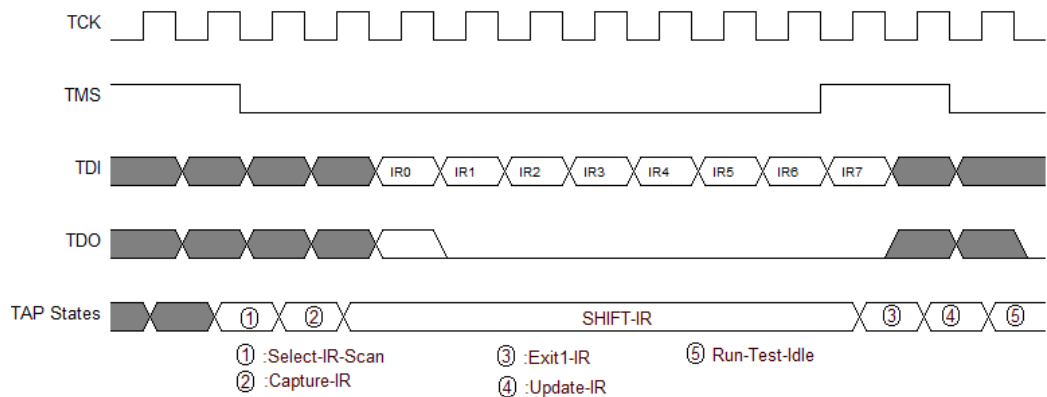 TCK
TMS
TDI IR0 IR1 IR2 IR3 IR4 IR5 IR6 IR7
TDO
TAP States ① ② SHIFT-IR ③ ④ ⑤
① :Select-IR-Scan ③ :Exit1-IR ⑤ Run-Test-Idle
② :Capture-IR ④ :Update-IR